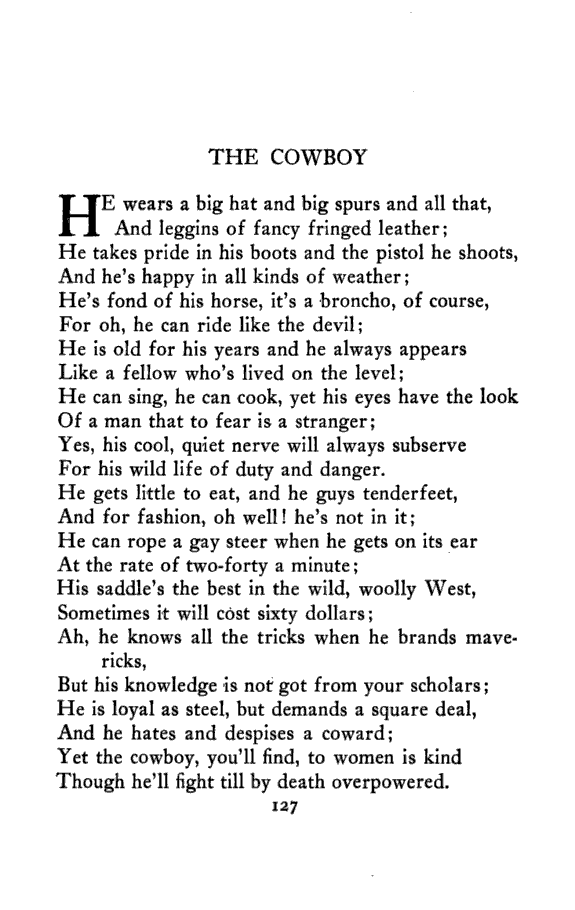 THE COWBOY
HE wears a big hat and big spurs and all that,
And leggins of fancy fringed leather;
He takes pride in his boots and the pistol he shoots,
And he's happy in all kinds of weather;
He's fond of his horse, it's a broncho, of course,
For oh, he can ride like the devil;
He is old for his years and he always appears
Like a fellow who's lived on the level;
He can sing, he can cook, yet his eyes have the look
Of a man that to fear is a stranger;
Yes, his cool, quiet nerve will always subserve
For his wild life of duty and danger.
He gets little to eat, and he guys tenderfeet,
And for fashion, oh well! he's not in it;
He can rope a gay steer when he gets on its ear
At the rate of two-forty a minute;
His saddle's the best in the wild, woolly West,
Sometimes it will cost sixty dollars;
Ah, he knows all the tricks when he brands mave-
ricks,
But his knowledge is not got from your scholars;
He is loyal as steel, but demands a square deal,
And he hates and despises a coward;
Yet the cowboy, you'll find, to women is kind
Though he'll fight till by death overpowered.
127